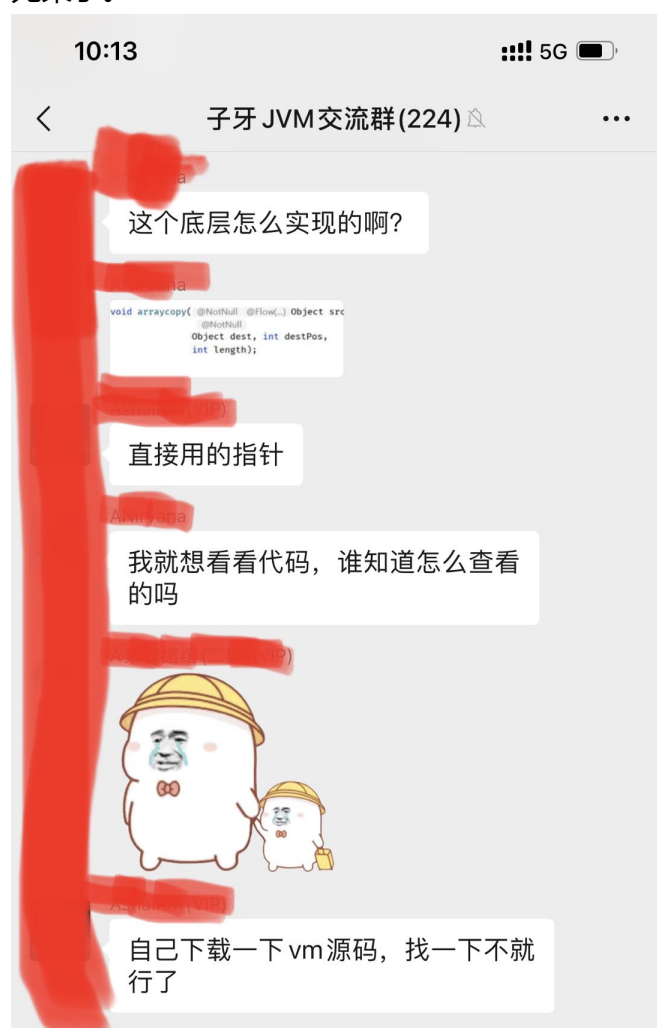 10:13
5G
子牙JVM交流群(224)
这个底层怎么实现的啊?
void arraycopy( @NotNull @Flow(…) Object src
@NotNull
Object dest, int destPos,
int length);
直接用的指针
ANirvana
我就想看看代码，谁知道怎么查看
的吗
自己下载一下vm源码，找一下不就
行了